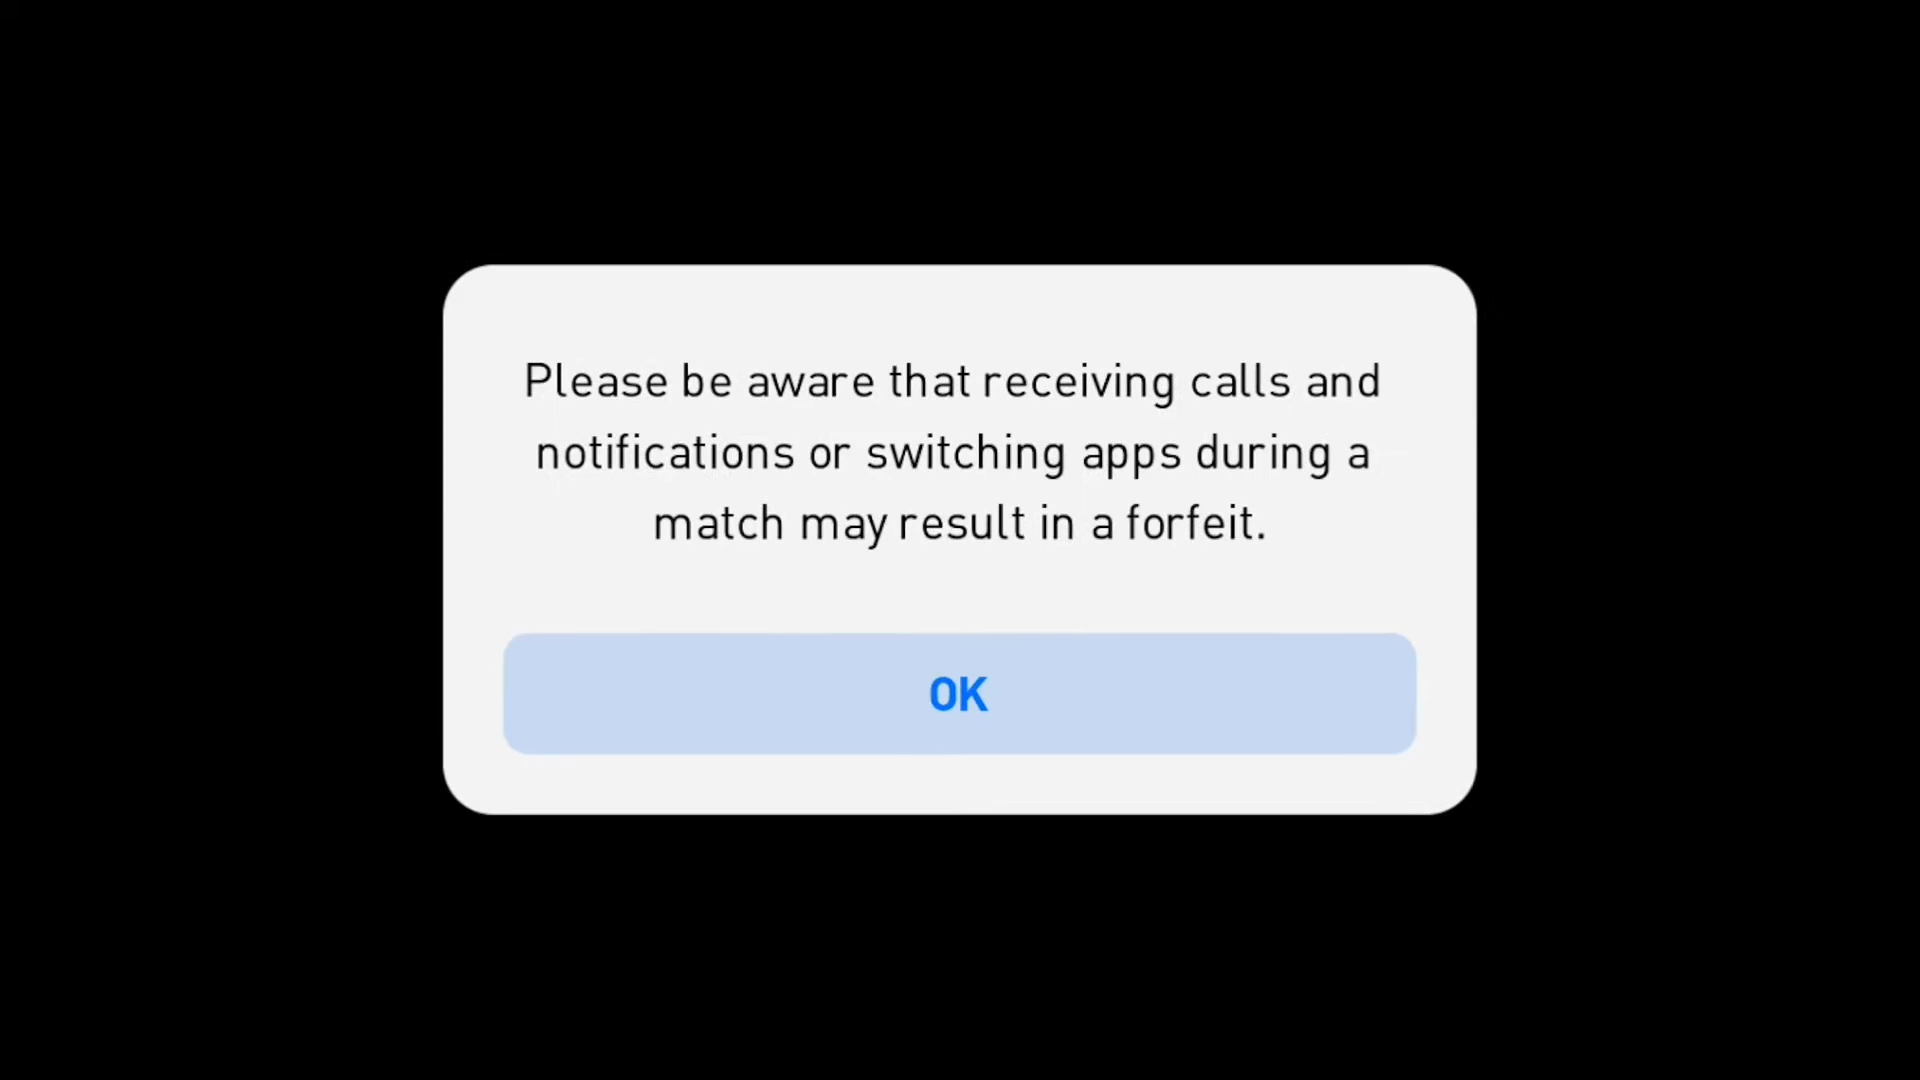 Please be aware that receiving calls and
notifications or switching apps during a
match may result in a forfeit.
OK